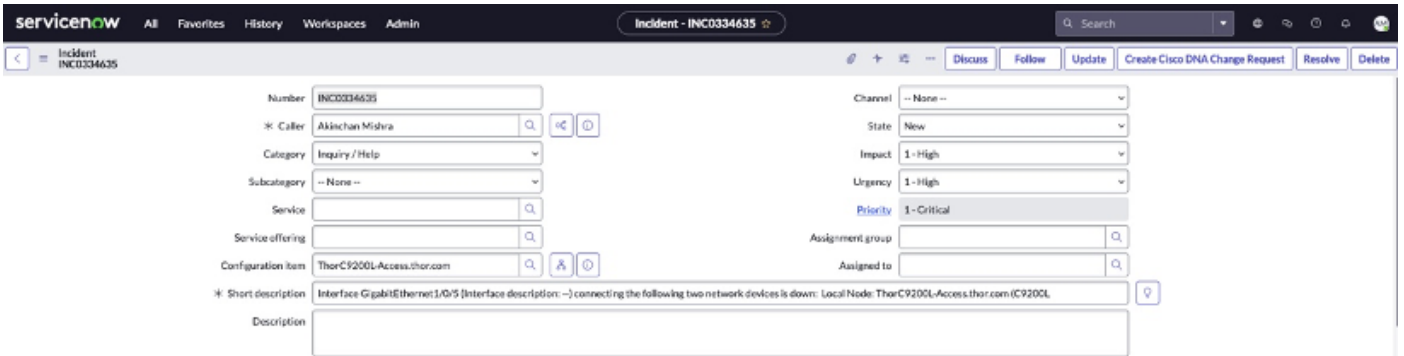 servicenow All Favorites History Workspaces Admin Incident - INC0334635 Search
Incident
INC0334635
Discuss Follow Update Create Cisco DNA Change Request Resolve Delete
Number INC0334635 Channel -- None --
Caller Akinchan Mishra State New
Category Inquiry / Help Impact 1 - High
Subcategory -- None -- Urgency 1 - High
Service Priority 1 - Critical
Service offering Assignment group
Configuration item ThorC9200L-Access.thor.com Assigned to
Short description Interface GigabitEthernet1/0/5 (Interface description: --) connecting the following two network devices is down: Local Node: ThorC9200L-Access.thor.com (C9200L
Description